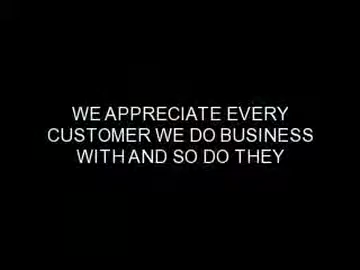 WE APPRECIATE EVERY
CUSTOMER WE DO BUSINESS
WITH AND SO DO THEY